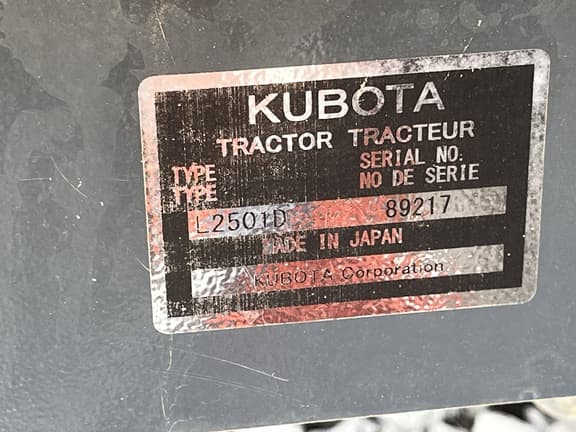 KUBOTA
TRACTOR TRACTEUR
TYPE SERIAL NO.
TYPE NO DE SERIE
L2501D 89217
MADE IN JAPAN
KUBOTA Corporation